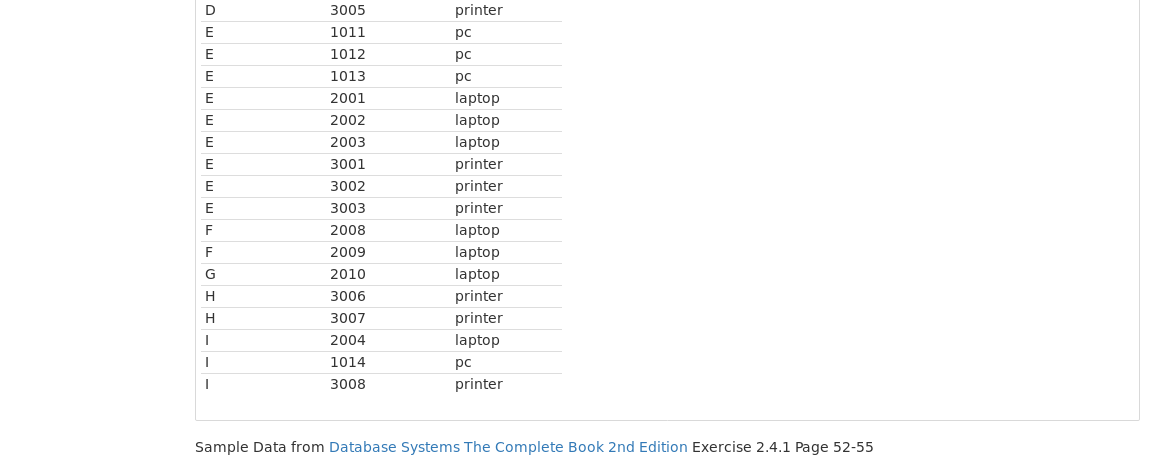 D 3005 printer
E 1011 pc
E 1012 pc
E 1013 pc
E 2001 laptop
E 2002 laptop
E 2003 laptop
E 3001 printer
E 3002 printer
E 3003 printer
F 2008 laptop
F 2009 laptop
G 2010 laptop
H 3006 printer
H 3007 printer
I 2004 laptop
I 1014 pc
I 3008 printer
Sample Data from Database Systems The Complete Book 2nd Edition Exercise 2.4.1 Page 52-55